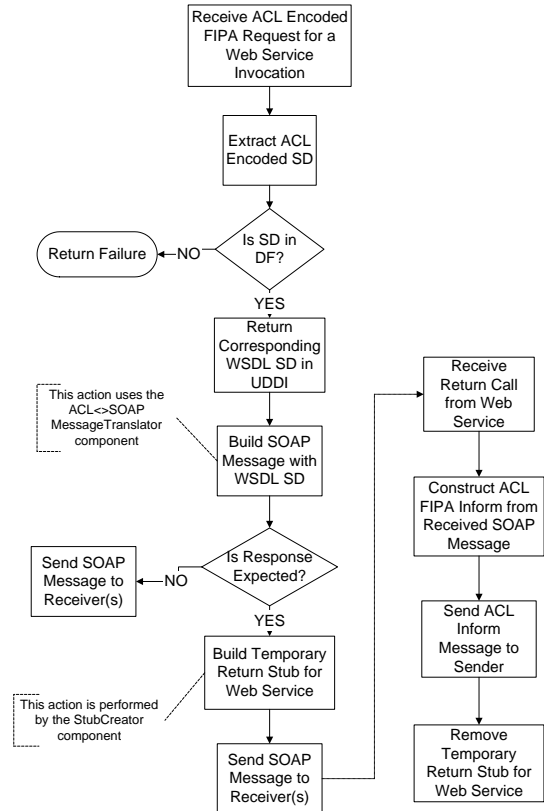 Receive ACL Encoded
FIPA Request for a
Web Service
Invocation
Extract ACL
Encoded SD
Is SD in
DF?
NO
Return Failure
YES
Return
Corresponding
WSDL SD in
UDDI
This action uses the
ACL<>SOAP
MessageTranslator
component
Build SOAP
Message with
WSDL SD
Is Response
Expected?
NO
Send SOAP
Message to
Receiver(s)
YES
Build Temporary
Return Stub for
Web Service
This action is performed
by the StubCreator
component
Send SOAP
Message to
Receiver(s)
Receive
Return Call
from Web
Service
Construct ACL
FIPA Inform from
Received SOAP
Message
Send ACL
Inform
Message to
Sender
Remove
Temporary
Return Stub for
Web Service